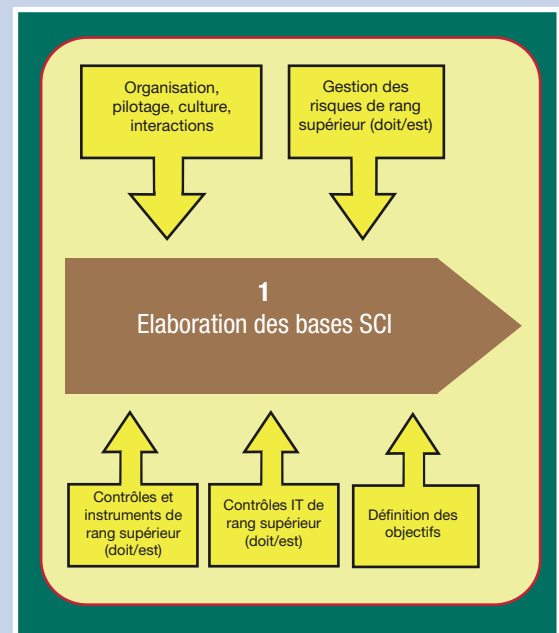 Organisation,
pilotage, culture,
interactions
Gestion des
risques de rang
supérieur (doit/est)
1
Elaboration des bases SCI
Contrôles et
instruments de
rang supérieur
(doit/est)
Contrôles IT de
rang supérieur
(doit/est)
Définition des
objectifs